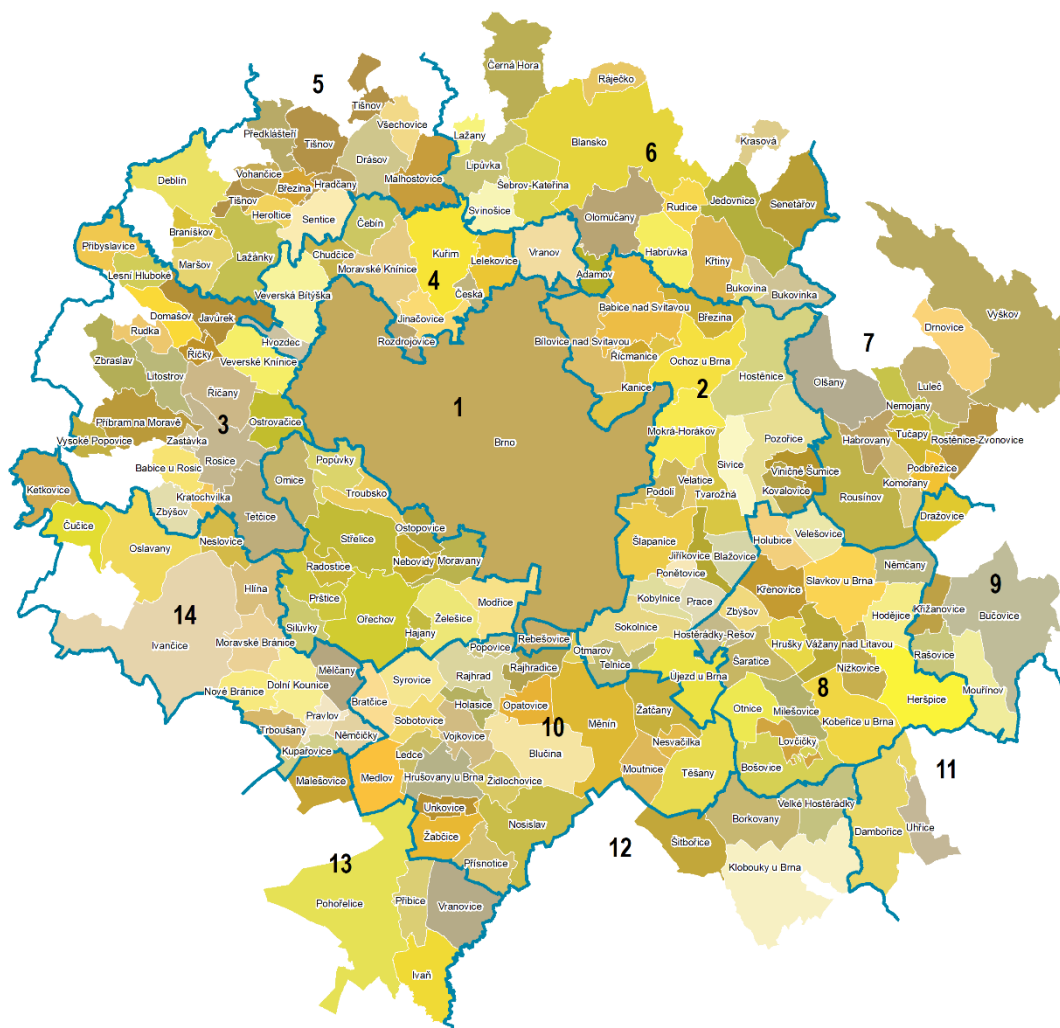 Černá Hora
Ráječko
5
Tišnov
Všechovice
Předklášteří
Tišnov
Lažany
Blansko
Krasová
Drásov
Lipůvka
6
Vohančice
Březina
Hradčany
Malhostovice
Šebrov-Kateřina
Deblín
Tišnov
Heroltice
Svinošice
Rudice
Jedovnice
Senetářov
Sentice
Olomučany
Braníškov
Čebín
Přibyslavice
Maršov
Lažánky
Chudčice
Kuřim
Lelekovice
Vranov
Habrůvka
Křtiny
Lesní Hluboké
Moravské Knínice
4
Adamov
Bukovina
Bukovinka
Veverská Bítýška
Česká
Výškov
Domašov
Javůrek
Jinačovice
Babice nad Svitavou
Březina
Rudka
Hvozdec
Rozdrojovice
Bílovice nad Svitavou
Drnovice
Říčky
Veverské Knínice
Řícmanice
Ochoz u Brna
7
Zbraslav
Litostrov
Hostěnice
Olšany
Kanice
2
Luleč
Říčany
Nemojany
Příbram na Moravě
3
Ostrovačice
1
Mokrá-Horákov
Tučapy
Vysoké Popovice
Zastávka
Brno
Pozořice
Habrovany
Rostěnice-Zvonovice
Rosice
Sivice
Babice u Rosic
Popůvky
Viničné Šumice
Podbřežice
Ketkovice
Omice
Velatice
Komořany
Kratochvilka
Troubsko
Podolí
Tvarožná
Kovalovice
Rousínov
Zbýšov
Tetčice
Čučice
Ostopovice
Dražovice
Neslovice
Střelice
Holubice
Velešovice
Oslavany
Nebovidy
Moravany
Šlapanice
Jiříkovice
Blažovice
Radostice
Ponětovice
Němčany
Hlína
Křenovice
Slavkov u Brna
9
Prštice
Modřice
Kobylnice
Prace
Křižanovice
14
Ořechov
Želešice
Zbýšov
Hodějice
Bučovice
Silůvky
Hajany
Sokolnice
Ivančice
Moravské Bránice
Rebešovice
Hostěrádky-Rešov
Hrušky
Vážany nad Litavou
Popovice
Otmarov
Rašovice
Mělčany
Rajhradice
Telnice
Šaratice
Nížkovice
Syrovice
Rajhrad
Újezd u Brna
Mouřínov
Dolní Kounice
8
Nové Bránice
Bratčice
Holasice
Opatovice
Otnice
Milešovice
Heršpice
Pravlov
Sobotovice
10
Měnín
Žatčany
Kobeřice u Brna
Trboušany
Němčičky
Vojkovice
Nesvačilka
Lovčičky
Kupařovice
Ledce
Blučina
Bošovice
Malešovice
Medlov
Hrušovany u Brna
Židlochovice
Moutnice
Těšany
11
Unkovice
Velké Hostěrádky
Nosislav
Borkovany
Uhřice
Žabčice
12
Šitbořice
Dambořice
13
Přísnotice
Klobouky u Brna
Pohořelice
Přibice
Vranovice
Ivaň